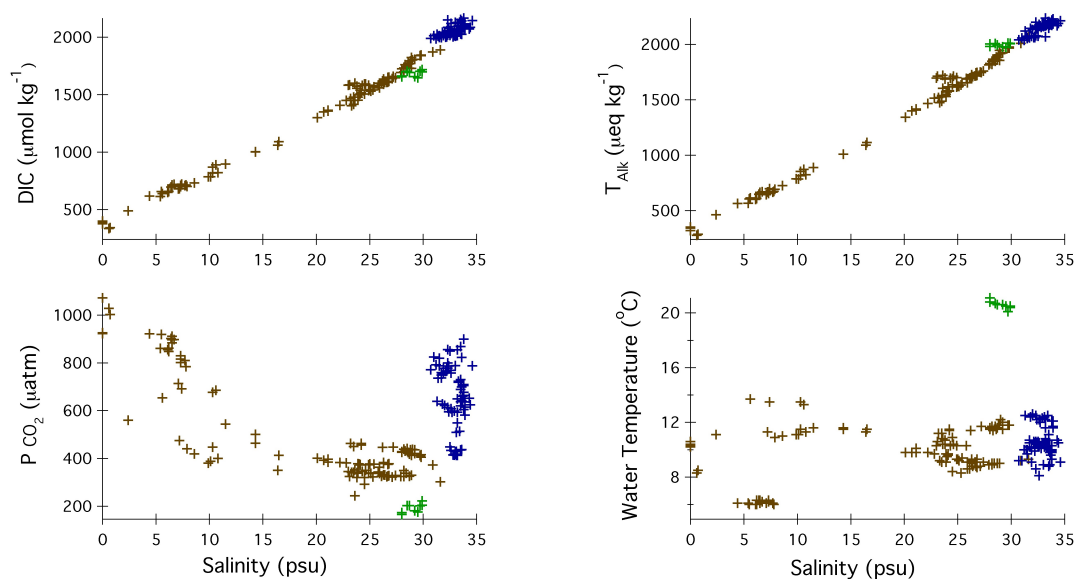 DIC (μmol kg⁻¹)
2000
1500
1000
500
0 5 10 15 20 25 30 35
T_Alk (μeq kg⁻¹)
2000
1500
1000
500
0 5 10 15 20 25 30 35
P CO₂ (μatm)
1000
800
600
400
200
0 5 10 15 20 25 30 35
Salinity (psu)
Water Temperature (°C)
20
16
12
8
0 5 10 15 20 25 30 35
Salinity (psu)